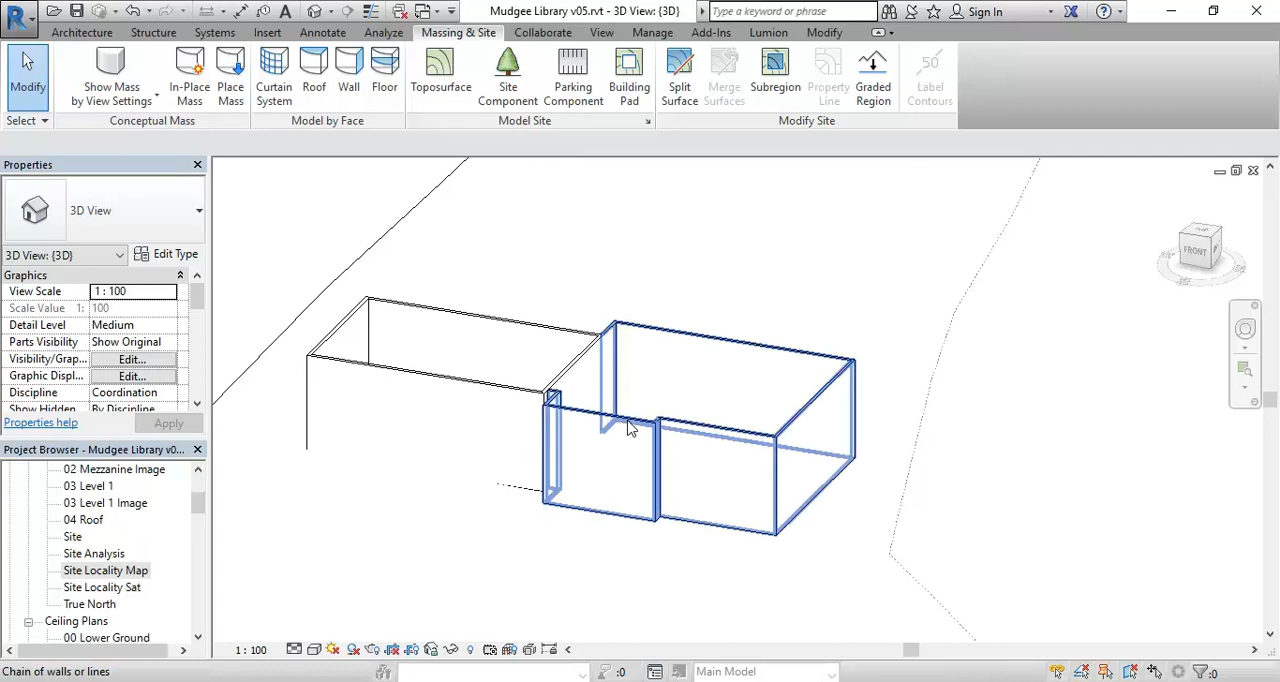 Mudgee Library v05.rvt - 3D View: {3D}
Type a keyword or phrase
Sign In
Architecture Structure Systems Insert Annotate Analyze Massing & Site Collaborate View Manage Add-Ins Lumion Modify
Modify
Show Mass by View Settings
In-Place Mass
Place Mass
Curtain System
Roof
Wall
Floor
Toposurface
Site Component
Parking Component
Building Pad
Split Surface
Merge Surfaces
Subregion
Property Line
Graded Region
50
Label Contours
Select
Conceptual Mass
Model by Face
Model Site
Modify Site
Properties
3D View
3D View: {3D}
Edit Type
Graphics
View Scale 1 : 100
Scale Value 1: 100
Detail Level Medium
Parts Visibility Show Original
Visibility/Grap... Edit...
Graphic Displ... Edit...
Discipline Coordination
Show Hidden By Discipline
Properties help
Apply
Project Browser - Mudgee Library v0...
02 Mezzanine Image
03 Level 1
03 Level 1 Image
04 Roof
Site
Site Analysis
Site Locality Map
Site Locality Sat
True North
Ceiling Plans
00 Lower Ground
FRONT
1 : 100
Chain of walls or lines
:0
Main Model
:0